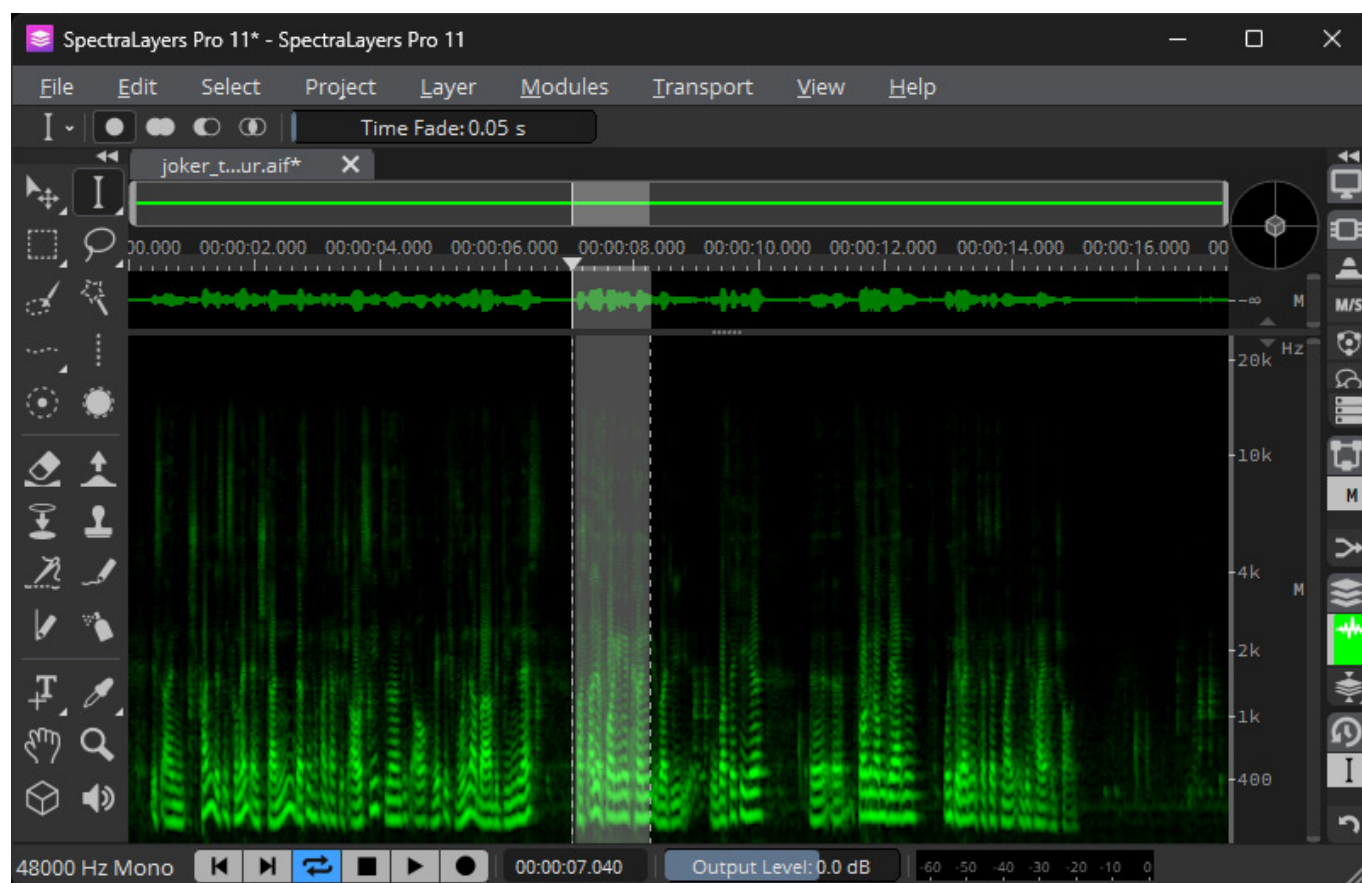 SpectraLayers Pro 11* - SpectraLayers Pro 11
File Edit Select Project Layer Modules Transport View Help
Time Fade: 0.05 s
joker_t...ur.aif*
00.000 00:00:02.000 00:00:04.000 00:00:06.000 00:00:08.000 00:00:10.000 00:00:12.000 00:00:14.000 00:00:16.000 00
--∞ M
M/S
Hz
20k
10k
M
4k
M
2k
1k
400
48000 Hz Mono 00:00:07.040 Output Level: 0.0 dB -60 -50 -40 -30 -20 -10 0